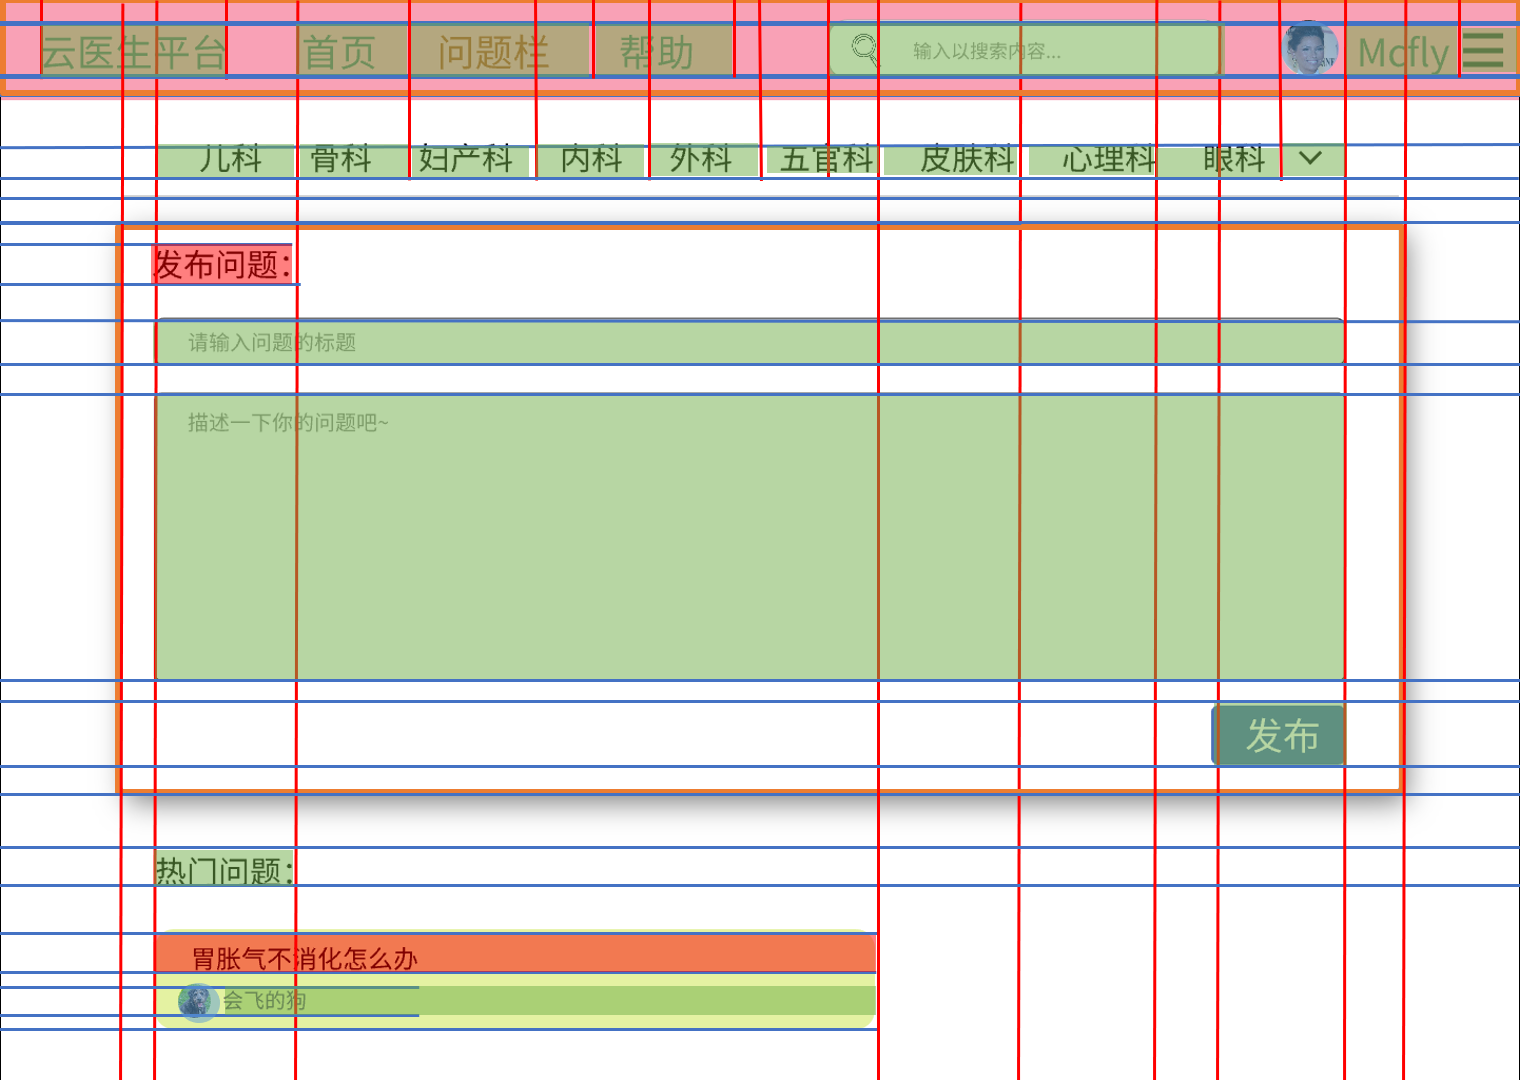 云医生平台 首页 问题栏 帮助 输入以搜索内容... Mcfly
儿科 骨科 妇产科 内科 外科 五官科 皮肤科 心理科 眼科
发布问题：
请输入问题的标题
描述一下你的问题吧~
发布
热门问题：
胃胀气不消化怎么办
会飞的狗